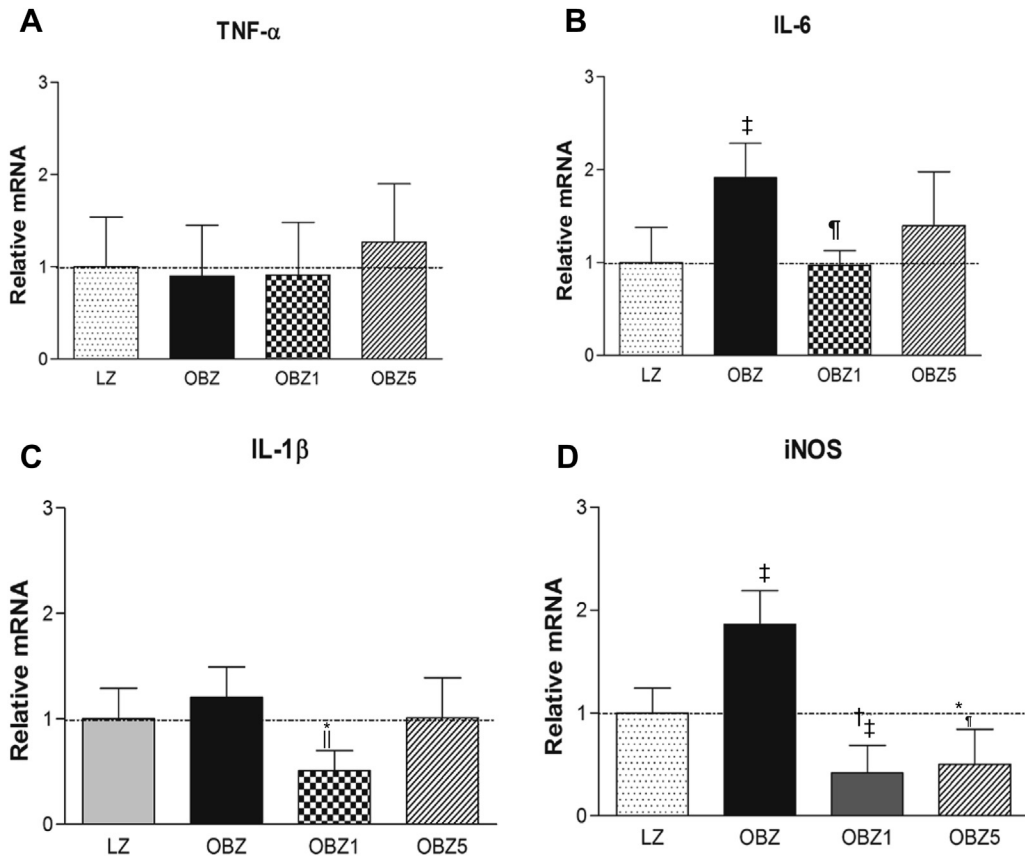 A
TNF-α
Relative mRNA
3
2
1
0
LZ OBZ OBZ1 OBZ5
B
IL-6
Relative mRNA
3
2
1
0
‡
¶
LZ OBZ OBZ1 OBZ5
C
IL-1β
Relative mRNA
3
2
1
0
*
||
LZ OBZ OBZ1 OBZ5
D
iNOS
Relative mRNA
3
2
1
0
‡
†‡
*
¶
LZ OBZ OBZ1 OBZ5